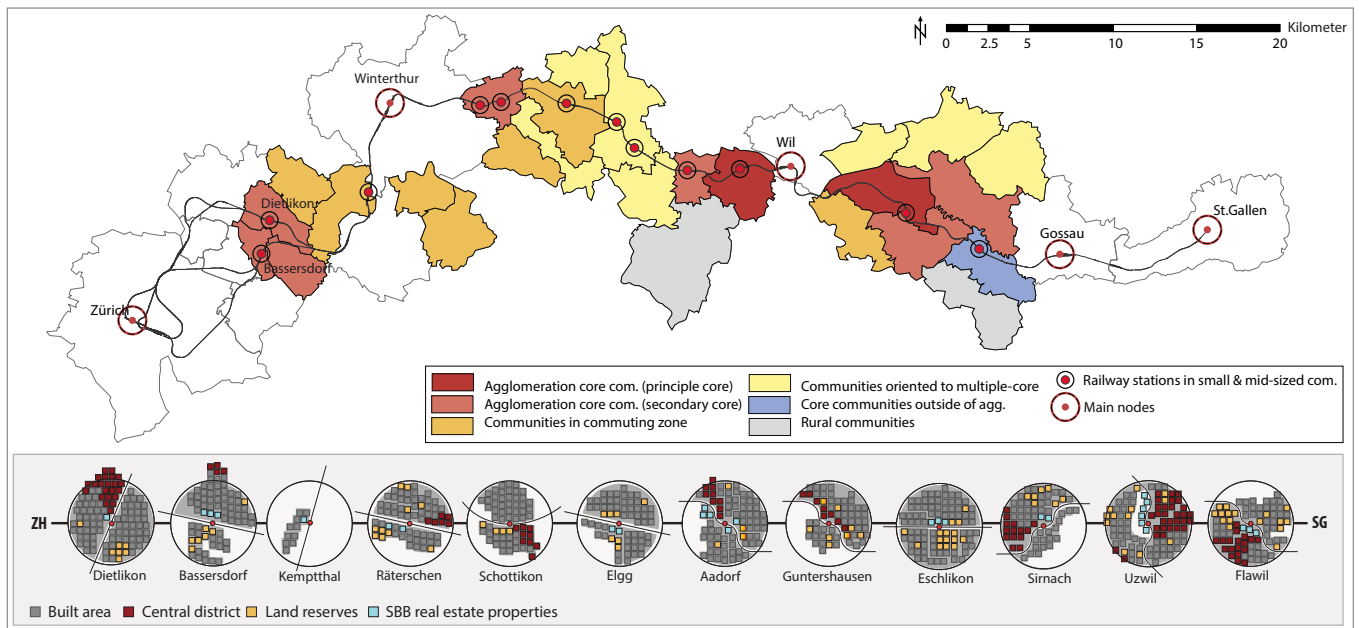 N
Kilometer
0 2.5 5 10 15 20
Winterthur
Wil
Dietlikon
St.Gallen
Gossau
Bassersdorf
Zürich
Agglomeration core com. (principle core)
Agglomeration core com. (secondary core)
Communities in commuting zone
Communities oriented to multiple-core
Core communities outside of agg.
Rural communities
Railway stations in small & mid-sized com.
Main nodes
ZH
SG
Dietlikon
Bassersdorf
Kemptthal
Räterschen
Schottikon
Elgg
Aadorf
Guntershausen
Eschlikon
Sirnach
Uzwil
Flawil
Built area
Central district
Land reserves
SBB real estate properties